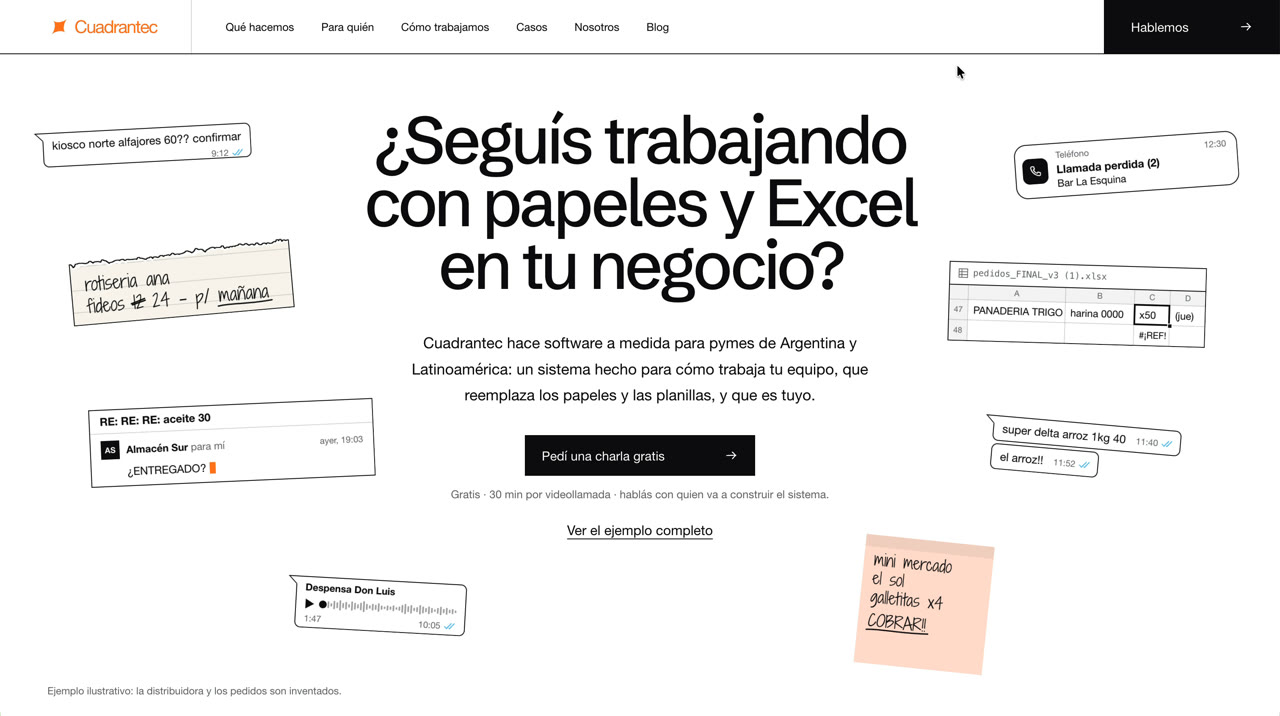 Cuadrantec
Qué hacemos
Para quién
Cómo trabajamos
Casos
Nosotros
Blog
Hablemos
kiosco norte alfajores 60?? confirmar
9:12
¿Seguís trabajando
con papeles y Excel
en tu negocio?
Teléfono
12:30
Llamada perdida (2)
Bar La Esquina
rotiseria ana
fideos 12 24 - p/ mañana
pedidos_FINAL_v3 (1).xlsx
A B C D
47 PANADERIA TRIGO harina 0000 x50 (jue)
48 #¡REF!
Cuadrantec hace software a medida para pymes de Argentina y
Latinoamérica: un sistema hecho para cómo trabaja tu equipo, que
reemplaza los papeles y las planillas, y que es tuyo.
RE: RE: RE: aceite 30
AS
Almacén Sur para mí
ayer, 19:03
¿ENTREGADO?
super delta arroz 1kg 40 11:40
el arroz!! 11:52
Pedí una charla gratis
Gratis · 30 min por videollamada · hablás con quien va a construir el sistema.
Ver el ejemplo completo
Despensa Don Luis
1:47
10:05
mini mercado
el sol
galletitas x4
COBRAR!!
Ejemplo ilustrativo: la distribuidora y los pedidos son inventados.